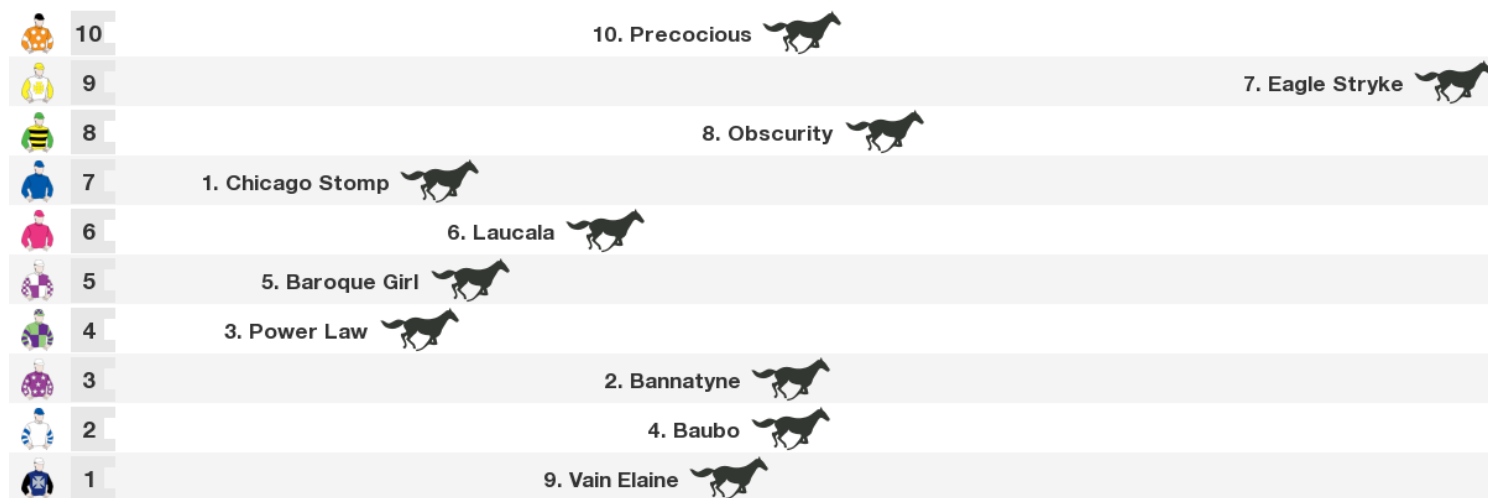 10 10. Precocious
9 7. Eagle Stryke
8 8. Obscurity
7 1. Chicago Stomp
6 6. Laucala
5 5. Baroque Girl
4 3. Power Law
3 2. Bannatyne
2 4. Baubo
1 9. Vain Elaine